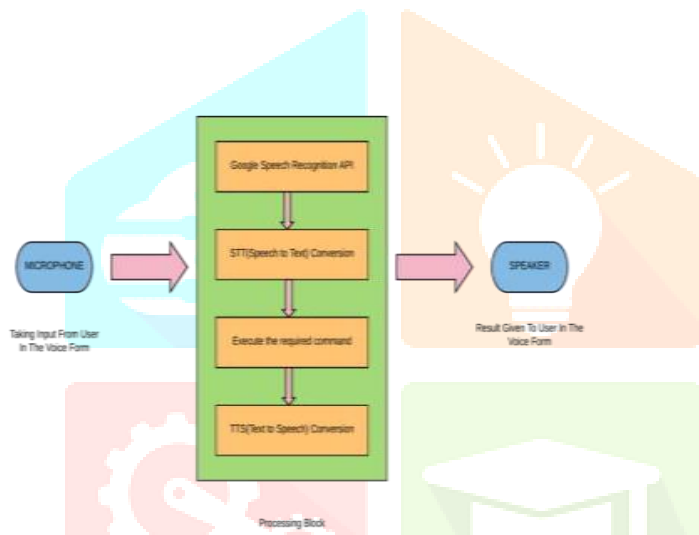 MICROPHONE
Taking Input From User
In The Voice Form
Google Speech Recognition API
STT(Speech to Text) Conversion
Execute the required command
TTS(Text to Speech) Conversion
Processing Block
SPEAKER
Result Given To User In The
Voice Form